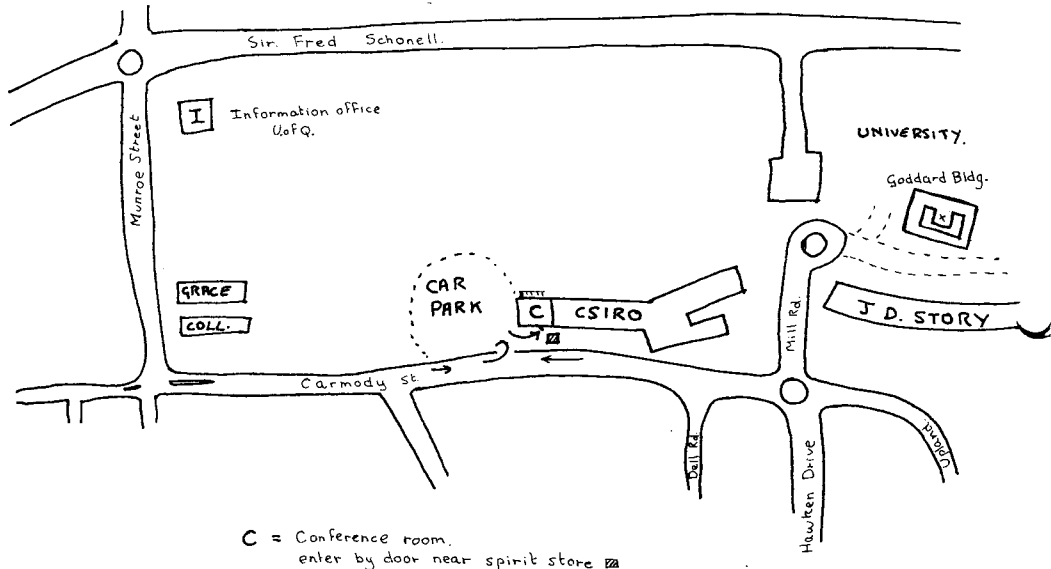 Sir. Fred Schonell.
I
Information office
U.of Q.
Munroe Street
UNIVERSITY.
Goddard Bldg.
x
GRACE
COLL.
CAR
PARK
C
CSIRO
Mill Rd.
J D. STORY
Carmody St.
Dell Rd.
Hawken Drive
Upland.
C = Conference room.
enter by door near spirit store